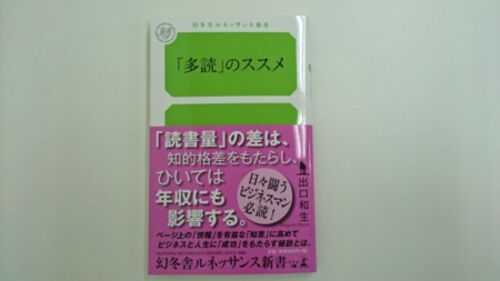 幻冬舎ルネッサンス新書
「多読」のススメ
「読書量」の差は、
知的格差をもたらし、
ひいては
年収にも
影響する。
日々闘う
ビジネスマン
必読！
出口和生
ページ上の「情報」を有益な「知恵」に高めて
ビジネスと人生に「成功」をもたらす秘訣とは。
幻冬舎ルネッサンス新書